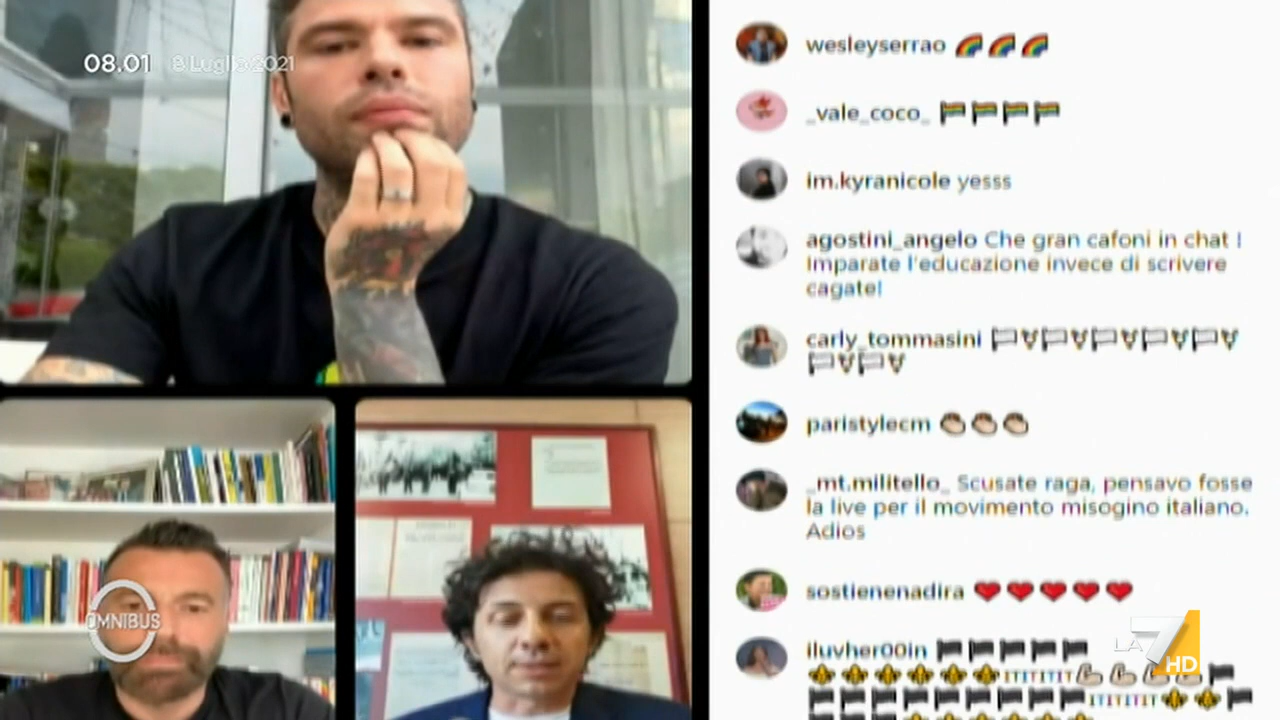 08.01 8 Luglio 2021
wesleyserrao
_vale_coco_
im.kyranicole yesss
agostini_angelo Che gran cafoni in chat !
Imparate l'educazione invece di scrivere
cagate!
carly_tommasini
paristylecm
_mt.militello_ Scusate raga, pensavo fosse
la live per il movimento misogino italiano.
Adios
sostienenadira
iluvher00in
OMNIBUS
LA 7 HD